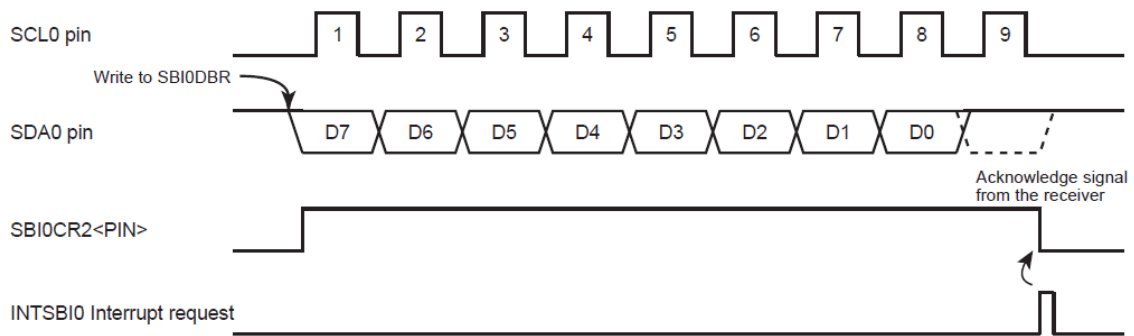 SCL0 pin
1 2 3 4 5 6 7 8 9
Write to SBI0DBR
SDA0 pin
D7 D6 D5 D4 D3 D2 D1 D0
Acknowledge signal
from the receiver
SBI0CR2<PIN>
INTSBI0 Interrupt request